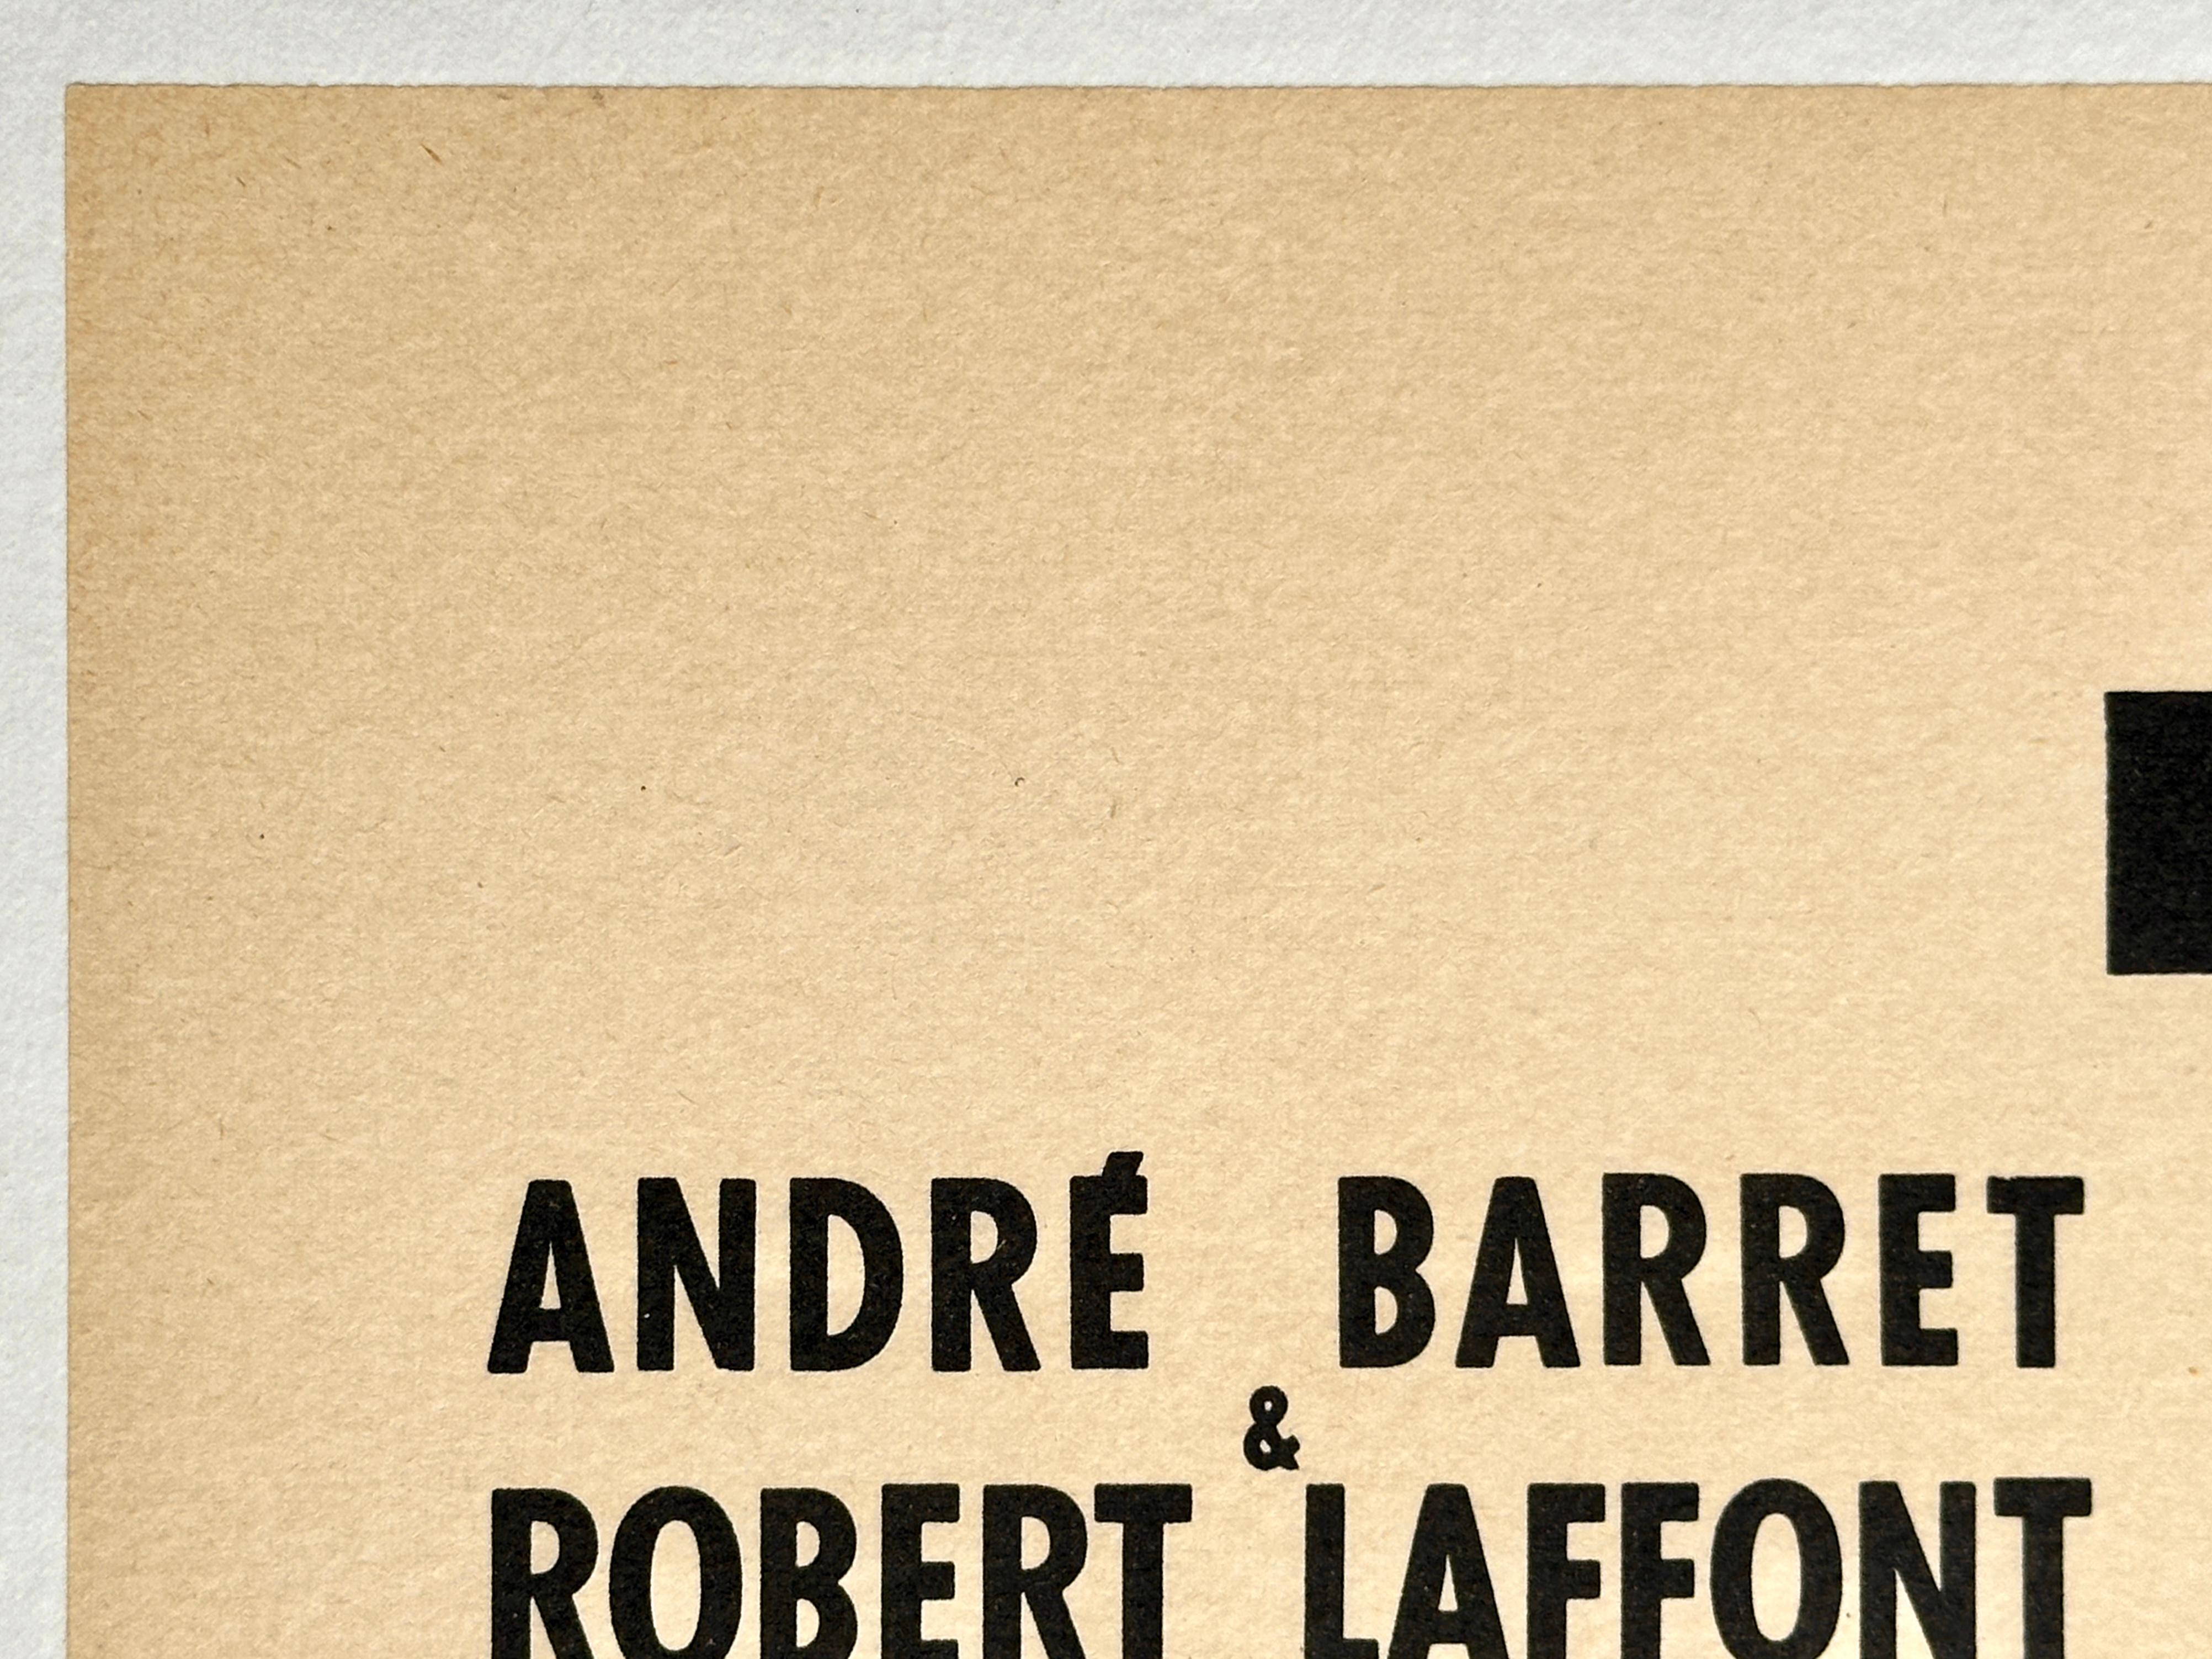 ANDRÉ BARRET
&
ROBERT LAFFONT